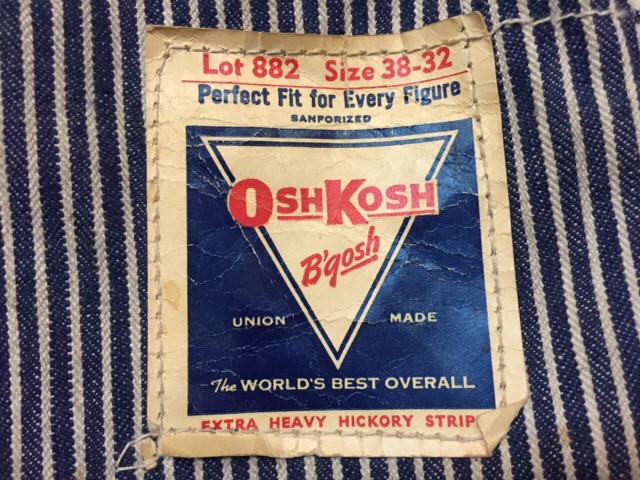 Lot 882 Size 38-32
Perfect Fit for Every Figure
SANFORIZED
OSHKOSH
B'gosh
UNION MADE
The WORLD'S BEST OVERALL
EXTRA HEAVY HICKORY STRIP